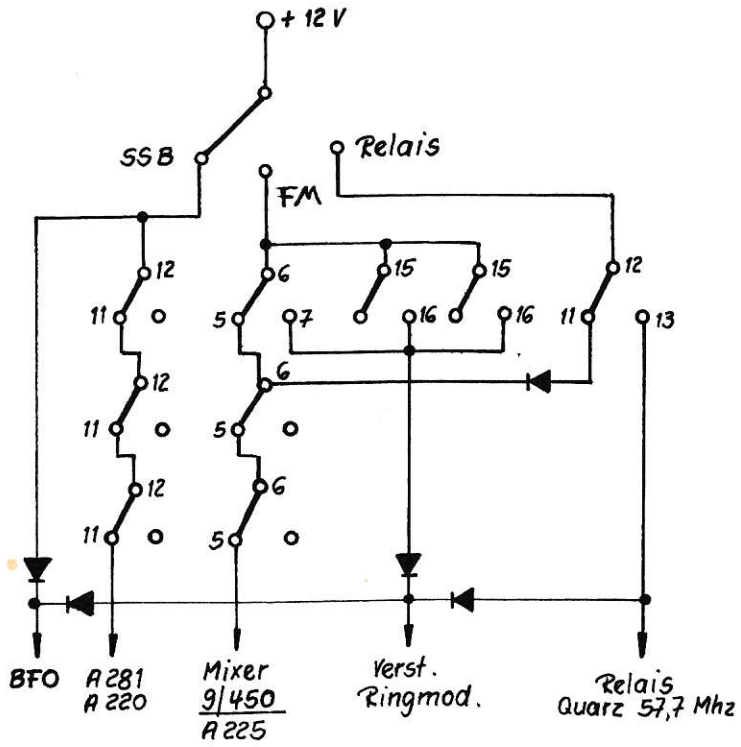 + 12 V
SSB
Relais
FM
12
6
15
15
12
11
5
7
16
16
11
13
12
6
11
5
12
6
11
5
BFO
A 281
A 220
Mixer
9/450
A 225
Verst.
Ringmod.
Relais
Quarz 57,7 Mhz